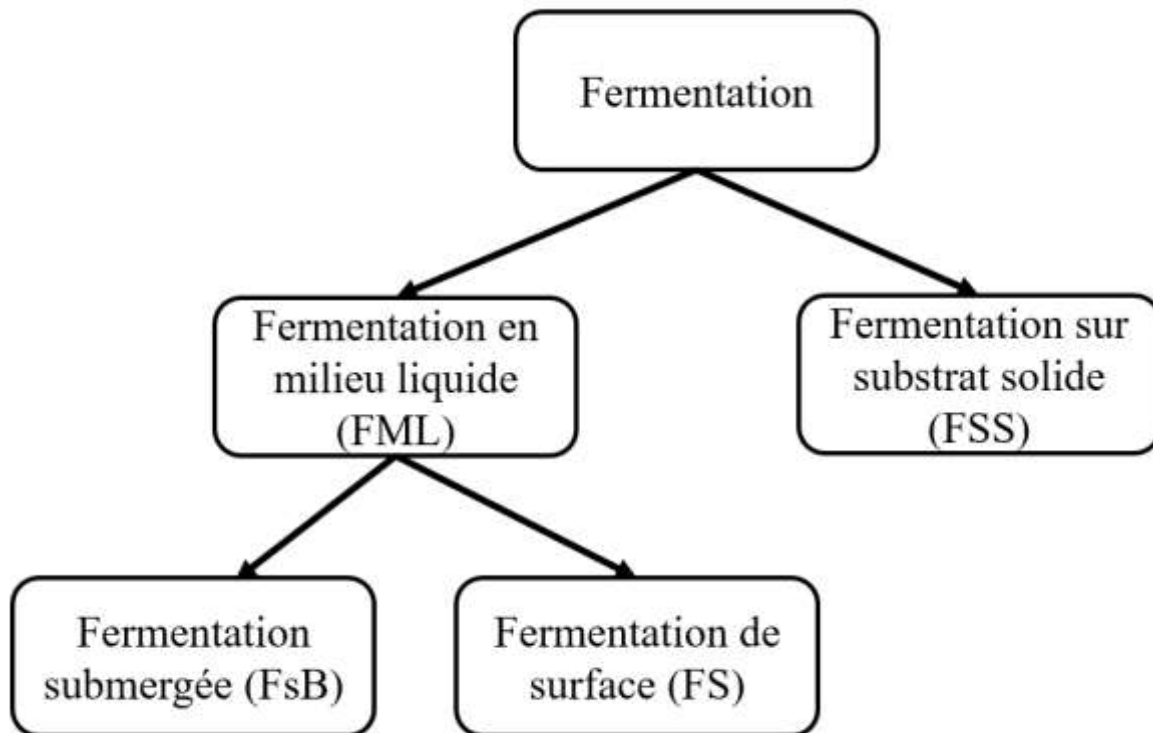 Fermentation
Fermentation en
milieu liquide
(FML)
Fermentation sur
substrat solide
(FSS)
Fermentation
submergée (FsB)
Fermentation de
surface (FS)